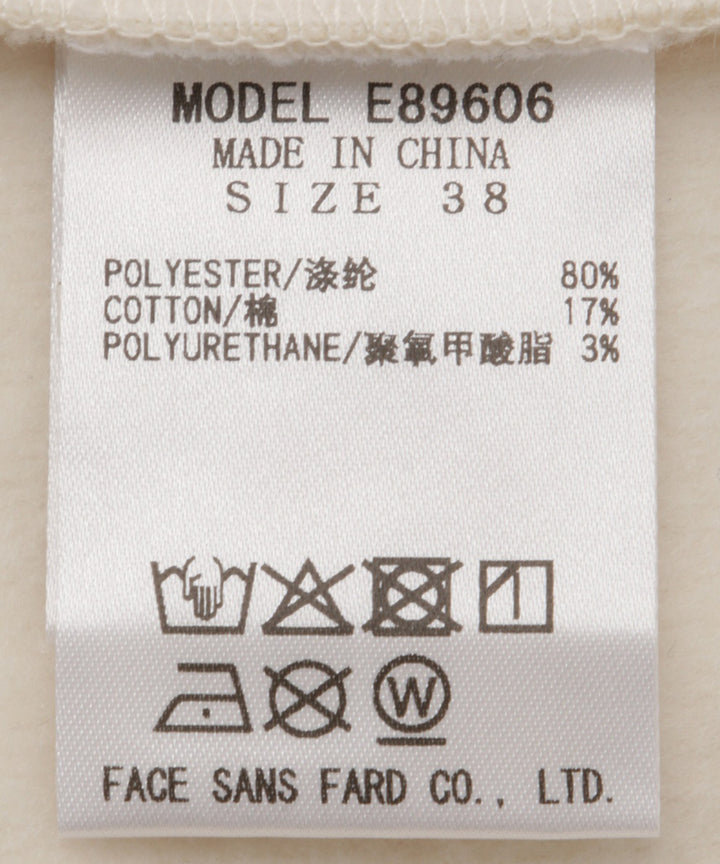 MODEL E89606
MADE IN CHINA
SIZE 38
POLYESTER/涤纶 80%
COTTON/棉 17%
POLYURETHANE/聚氨甲酸脂 3%
W
FACE SANS FARD CO., LTD.